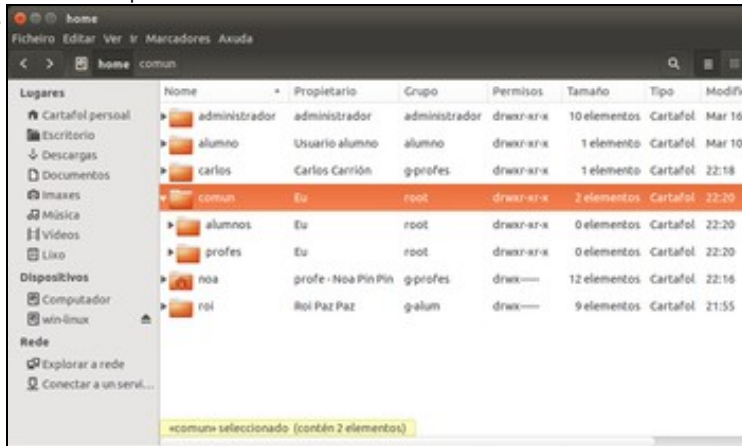 home
Ficheiro Editar Ver Ir Marcadores Axuda
home comun
Lugares
Cartafol persoal
Escritorio
Descargas
Documentos
Imaxes
Música
Vídeos
Lixo
Dispositivos
Computador
win-linux
Rede
Explorar a rede
Conectar a un servi...
Nome Propietario Grupo Permisos Tamaño Tipo Modifi
administrador administrador administrador drwxr-xr-x 10 elementos Cartafol Mar 16
alumno Usuario alumno alumno drwxr-xr-x 1 elemento Cartafol Mar 10
carlos Carlos Carrión g-profes drwxr-xr-x 1 elemento Cartafol 22:18
comun Eu root drwxr-xr-x 2 elementos Cartafol 22:20
alumnos Eu root drwxr-xr-x 0 elementos Cartafol 22:20
profes Eu root drwxr-xr-x 0 elementos Cartafol 22:20
noa profe - Noa Pin Pin g-profes drwx------ 12 elementos Cartafol 22:16
roi Roi Paz Paz g-alum drwx------ 9 elementos Cartafol 21:55
«comun» seleccionado (contén 2 elementos)